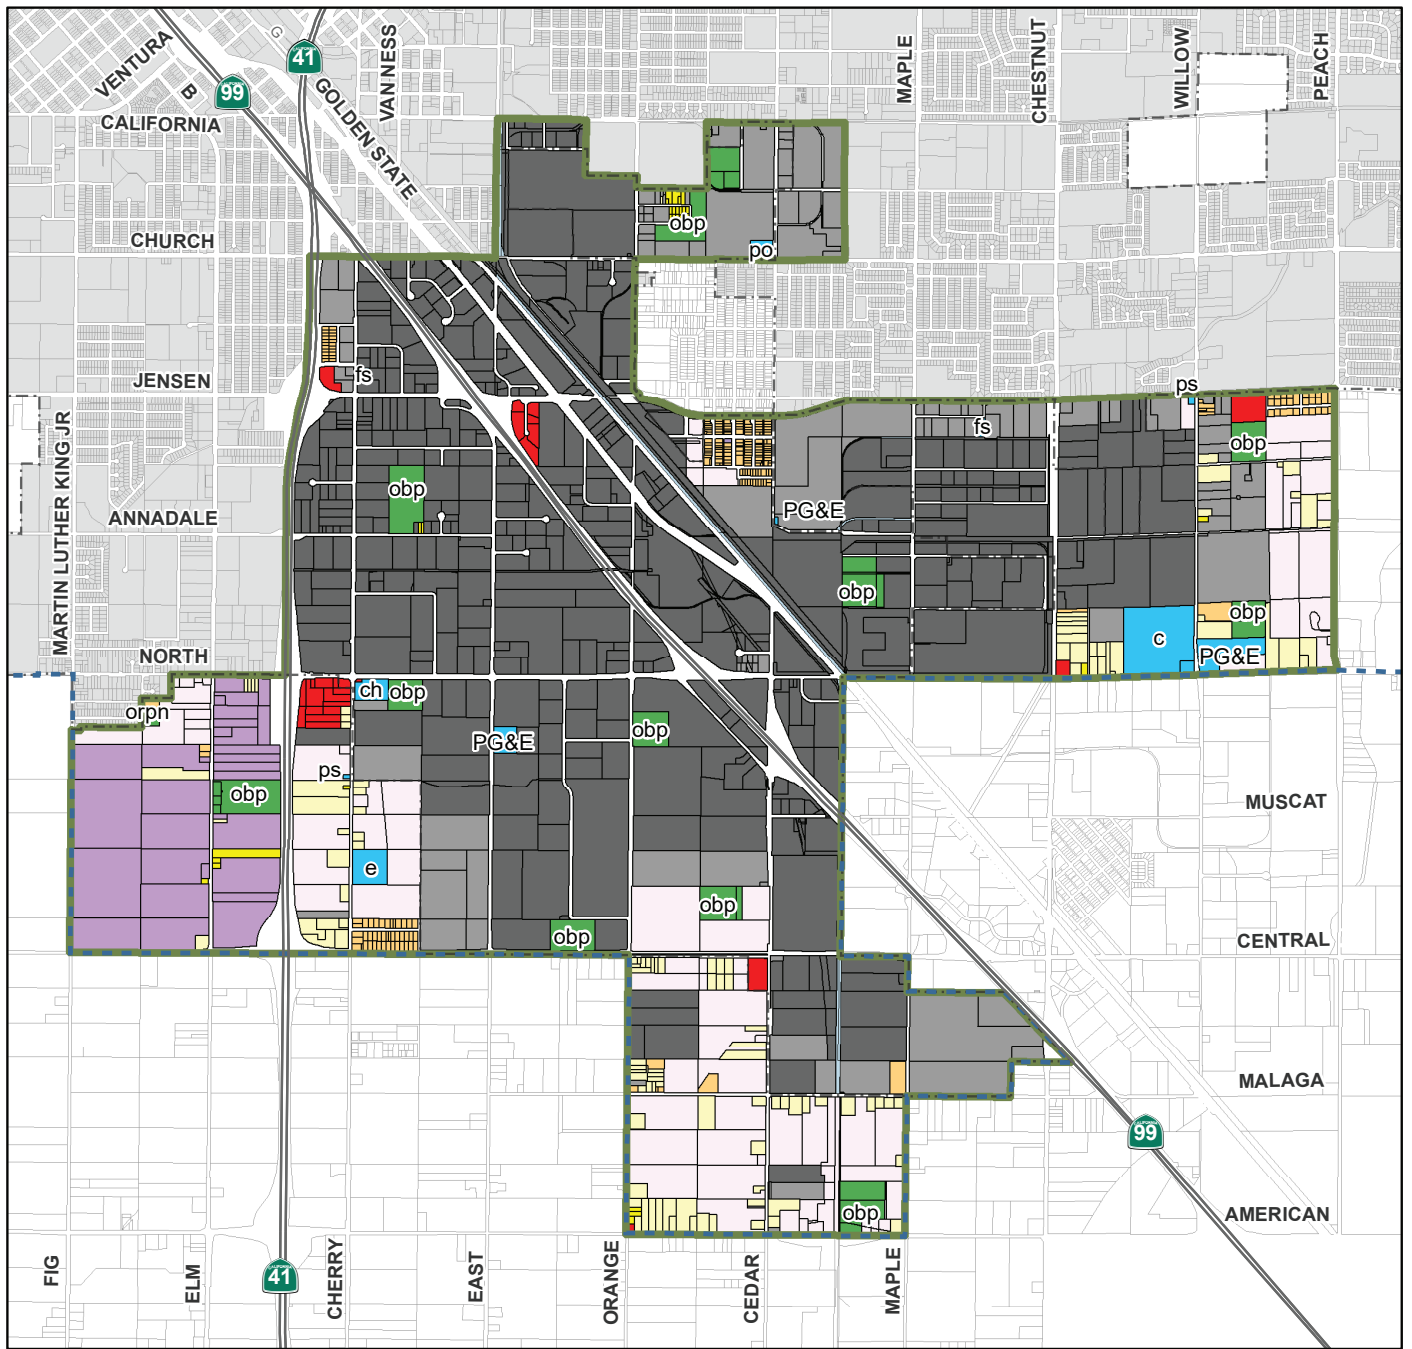 VENTURA
G
41
VAN NESS
MAPLE
CHESTNUT
WILLOW
PEACH
CALIFORNIA
99
B
CALIFORNIA
GOLDEN STATE
CHURCH
obp
po
JENSEN
fs
ps
fs
obp
MARTIN LUTHER KING JR
ANNADALE
obp
PG&E
obp
obp
c
PG&E
NORTH
orpn
ch
obp
obp
PG&E
ps
obp
MUSCAT
e
obp
obp
CENTRAL
MALAGA
99
obp
AMERICAN
FIG
ELM
CALIFORNIA
41
CHERRY
EAST
ORANGE
CEDAR
MAPLE